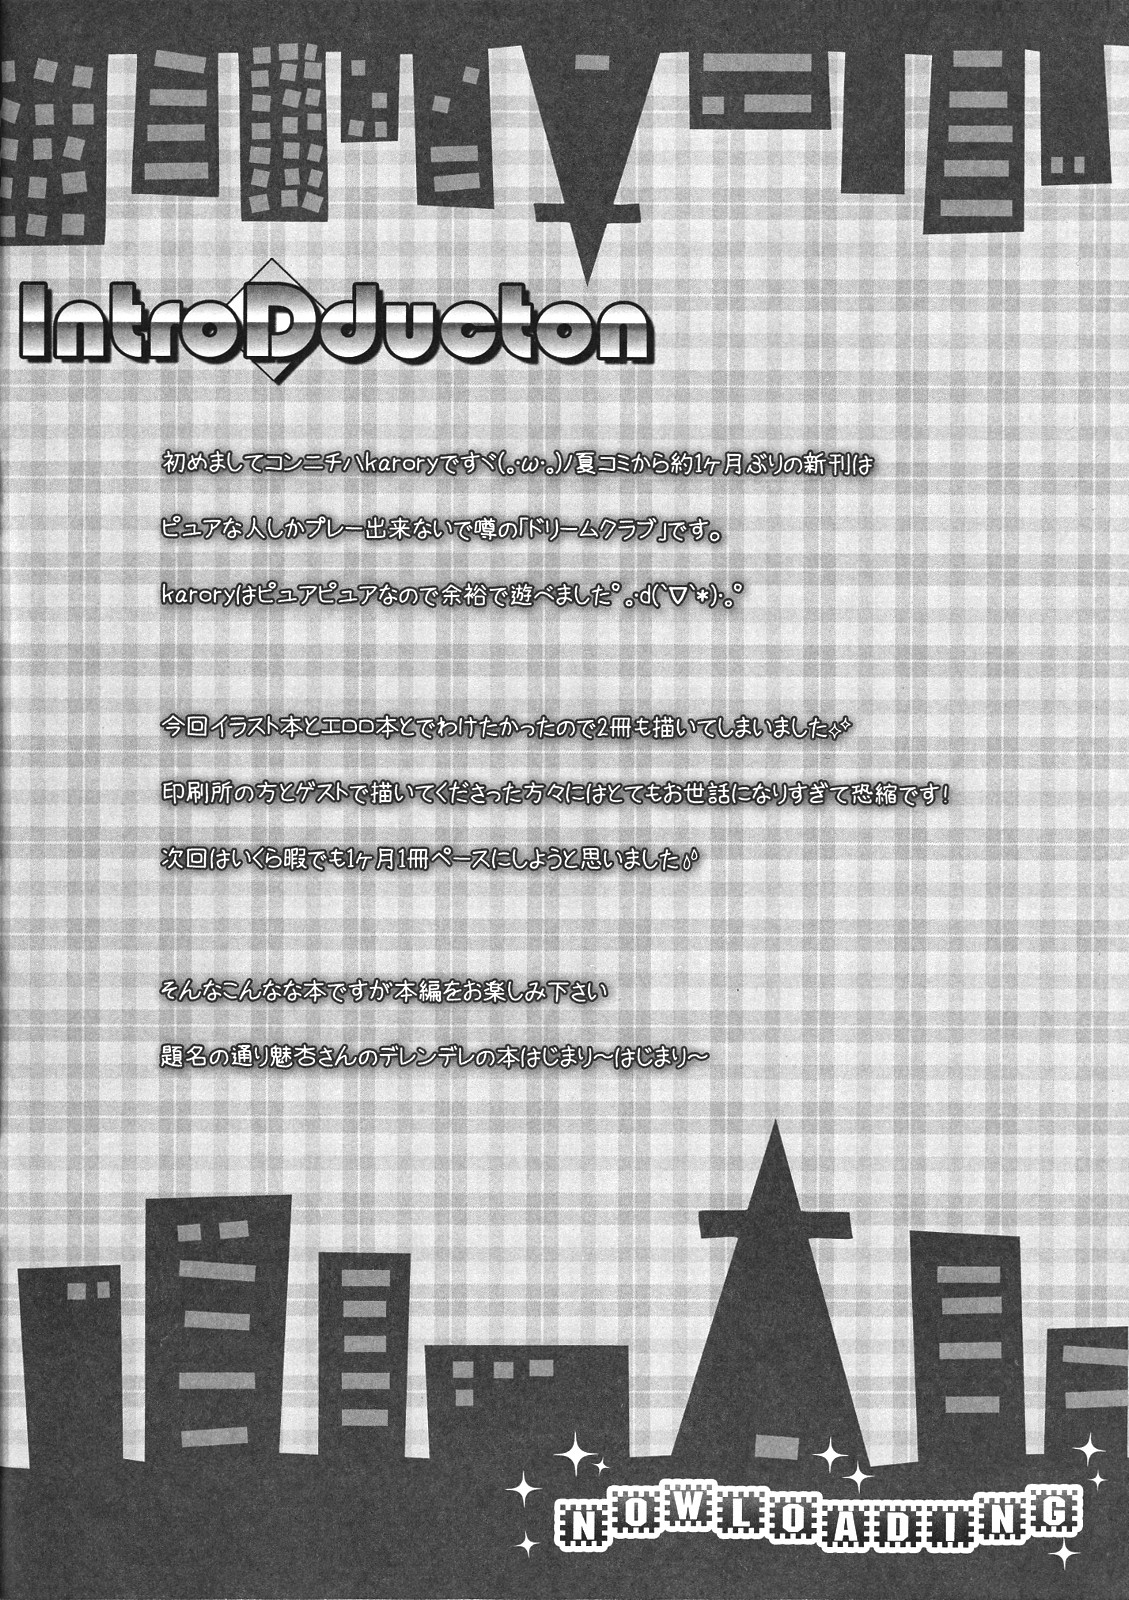 IntroDducton
初めましてコンニチハkaroryですヾ(｡･ω･｡)ﾉ夏コミから約1ヶ月ぶりの新刊は
ピュアな人しかプレー出来ないで噂の｢ドリームクラブ｣です。
karoryはピュアピュアなので余裕で遊べました°｡･d(`∇`*)･｡°
今回イラスト本とエロロ本とでわけたかったので2冊も描いてしまいました✧
印刷所の方とゲストで描いてくださった方々にはとてもお世話になりすぎて恐縮です!
次回はいくら暇でも1ヶ月1冊ペースにしようと思いました
そんなこんなな本ですが本編をお楽しみ下さい
題名の通り魅杏さんのデレンデレの本はじまり〜はじまり〜
NOWLOADING